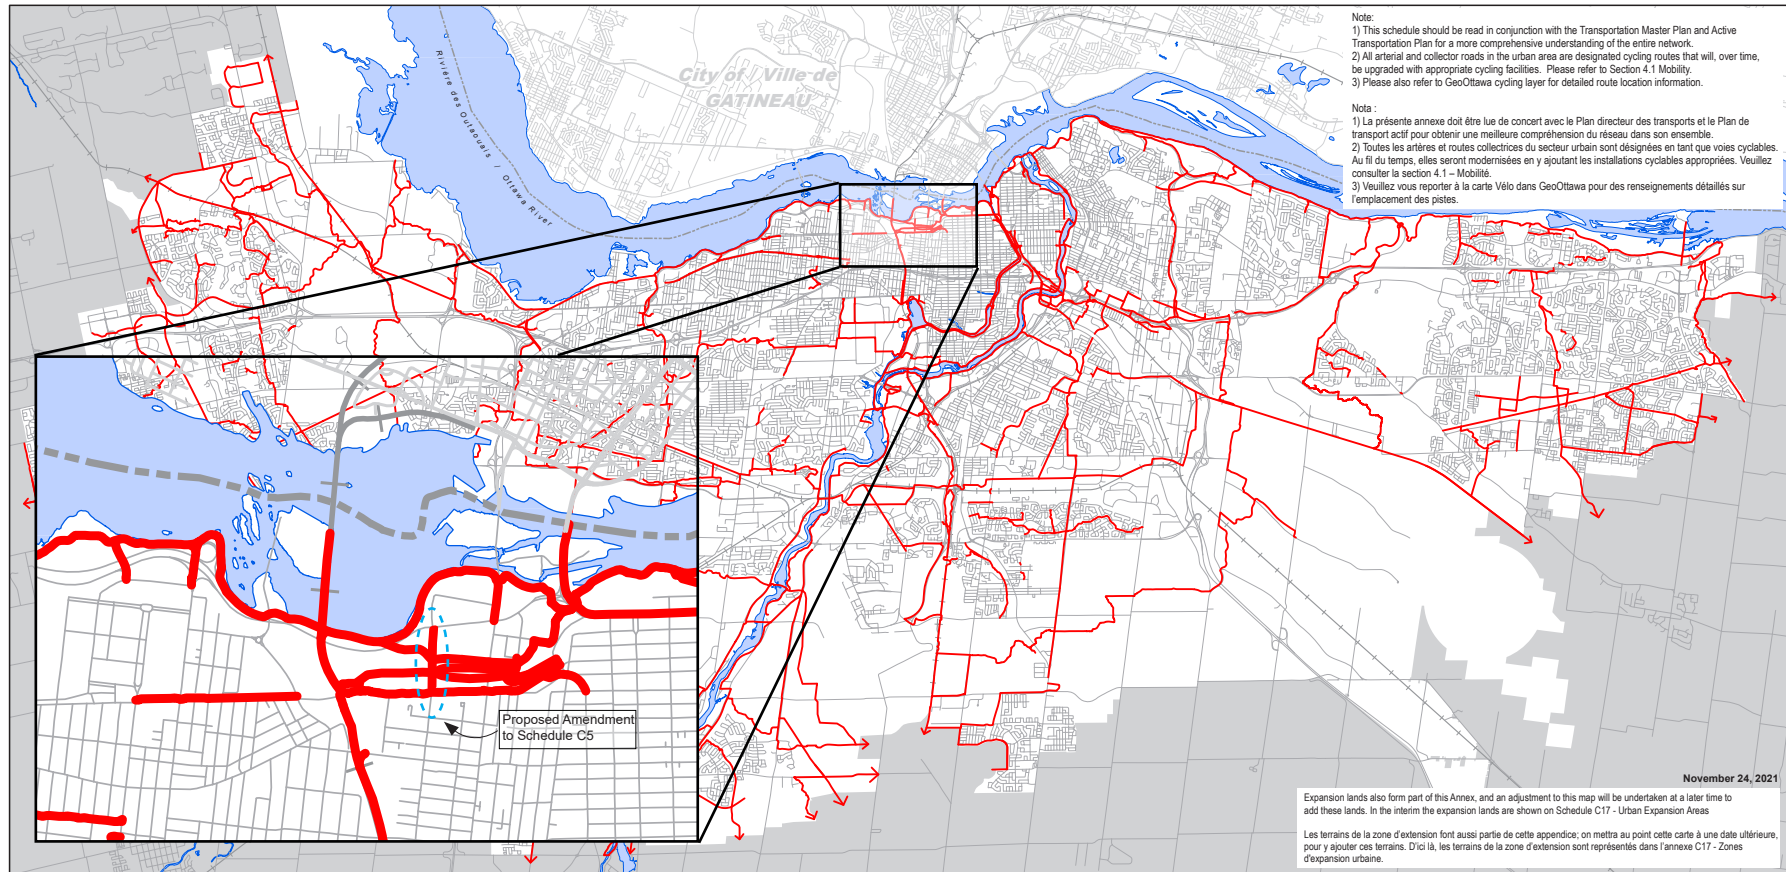 Note:
1) This schedule should be read in conjunction with the Transportation Master Plan and Active
Transportation Plan for a more comprehensive understanding of the entire network.
2) All arterial and collector roads in the urban area are designated cycling routes that will, over time,
be upgraded with appropriate cycling facilities. Please refer to Section 4.1 Mobility.
3) Please also refer to GeoOttawa cycling layer for detailed route location information.
Nota :
1) La présente annexe doit être lue de concert avec le Plan directeur des transports et le Plan de
transport actif pour obtenir une meilleure compréhension du réseau dans son ensemble.
2) Toutes les artères et routes collectrices du secteur urbain sont désignées en tant que voies cyclables.
Au fil du temps, elles seront modernisées en y ajoutant les installations cyclables appropriées. Veuillez
consulter la section 4.1 – Mobilité.
3) Veuillez vous reporter à la carte Vélo dans GeoOttawa pour des renseignements détaillés sur
l'emplacement des pistes.
City of / Ville de
GATINEAU
Rivière des Outaouais / Ottawa River
Proposed Amendment
to Schedule C5
November 24, 2021
Expansion lands also form part of this Annex, and an adjustment to this map will be undertaken at a later time to
add these lands. In the interim the expansion lands are shown on Schedule C17 - Urban Expansion Areas
Les terrains de la zone d'extension font aussi partie de cette appendice; on mettra au point cette carte à une date ultérieure,
pour y ajouter ces terrains. D'ici là, les terrains de la zone d'extension sont représentés dans l'annexe C17 - Zones
d'expansion urbaine.